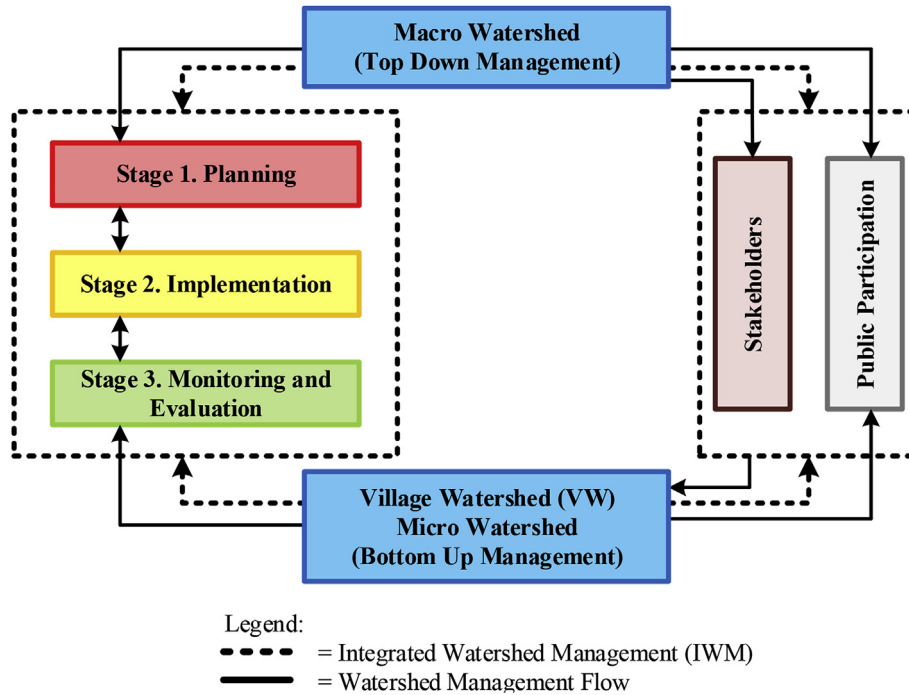 Macro Watershed
(Top Down Management)
Stage 1. Planning
Stage 2. Implementation
Stage 3. Monitoring and
Evaluation
Stakeholders
Public Participation
Village Watershed (VW)
Micro Watershed
(Bottom Up Management)
Legend:
= Integrated Watershed Management (IWM)
= Watershed Management Flow